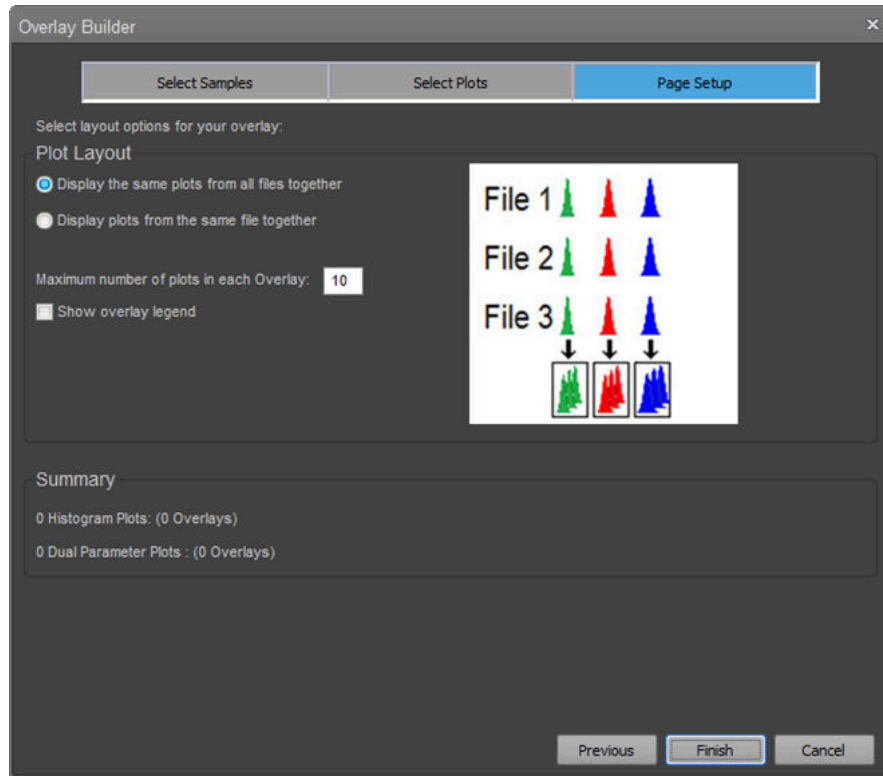 Overlay Builder
Select Samples
Select Plots
Page Setup
Select layout options for your overlay:
Plot Layout
Display the same plots from all files together
Display plots from the same file together
Maximum number of plots in each Overlay: 10
Show overlay legend
File 1
File 2
File 3
Summary
0 Histogram Plots: (0 Overlays)
0 Dual Parameter Plots : (0 Overlays)
Previous
Finish
Cancel